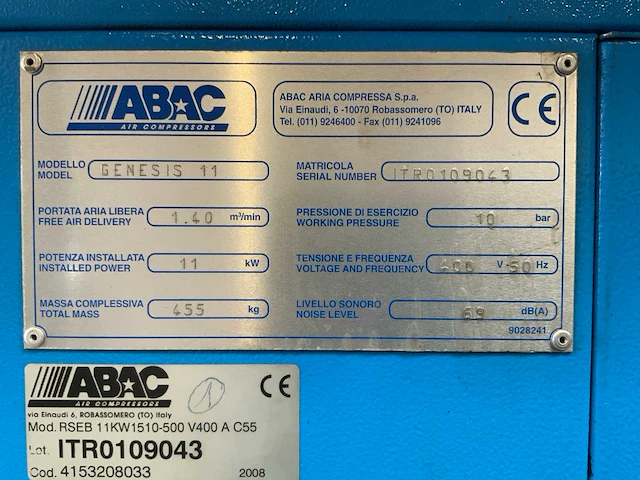 ABAC
AIR COMPRESSORS
ABAC ARIA COMPRESSA S.p.a.
Via Einaudi, 6 -10070 Robassomero (TO) ITALY
Tel. (011) 9246400 - Fax (011) 9241096
CE
MODELLO
MODEL
GENESIS 11
MATRICOLA
SERIAL NUMBER
ITR0109043
PORTATA ARIA LIBERA
FREE AIR DELIVERY
1.40 m³/min
PRESSIONE DI ESERCIZIO
WORKING PRESSURE
10 bar
POTENZA INSTALLATA
INSTALLED POWER
11 kW
TENSIONE E FREQUENZA
VOLTAGE AND FREQUENCY
400 V 50 Hz
MASSA COMPLESSIVA
TOTAL MASS
455 kg
LIVELLO SONORO
NOISE LEVEL
69 dB(A)
9028241
ABAC
AIR COMPRESSORS
1
CE
via Einaudi 6, ROBASSOMERO (TO) Italy
Mod. RSEB 11KW1510-500 V400 A C55
Lot. ITR0109043
Cod. 4153208033 2008